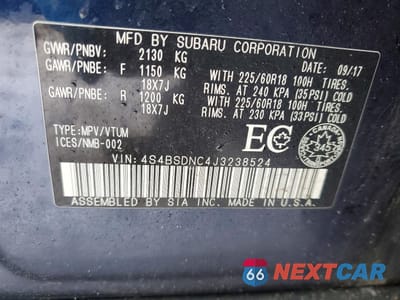 MFD BY SUBARU CORPORATION DATE: 09/17
GWR/PNBV: 2130 KG
GAWR/PNBE: F 1150 KG WITH 225/60R18 100H TIRES,
18X7J RIMS, AT 240 KPA (35PSI) COLD
GAWR/PNBE: R 1200 KG WITH 225/60R18 100H TIRES,
18X7J RIMS, AT 230 KPA (33PSI) COLD
TYPE: MPV/VTUM
ICES/NMB-002
EC
CANADA
VIN: 4S4BSDNC4J3238524
ASSEMBLED BY SIA INC. MADE IN U.S.A.
66 NEXTCAR